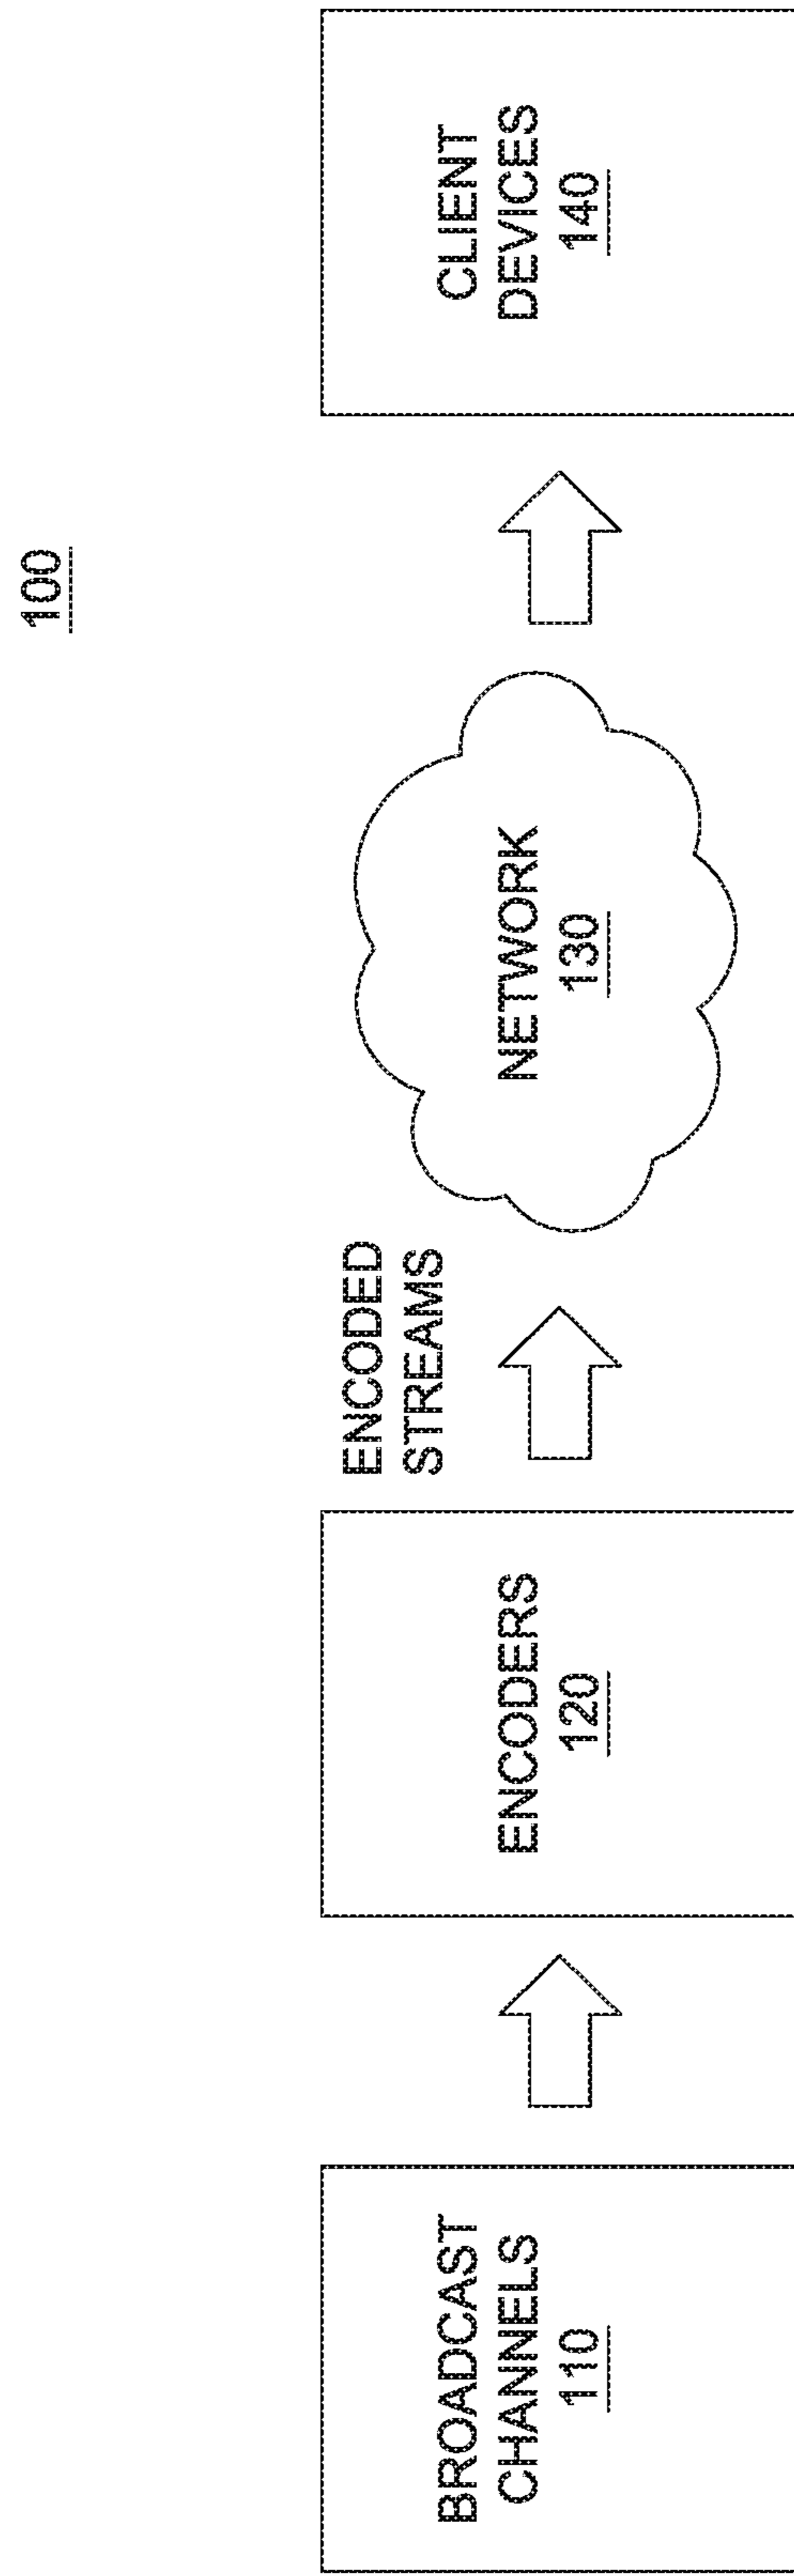 100
BROADCAST
CHANNELS
110
ENCODERS
120
ENCODED
STREAMS
NETWORK
130
CLIENT
DEVICES
140